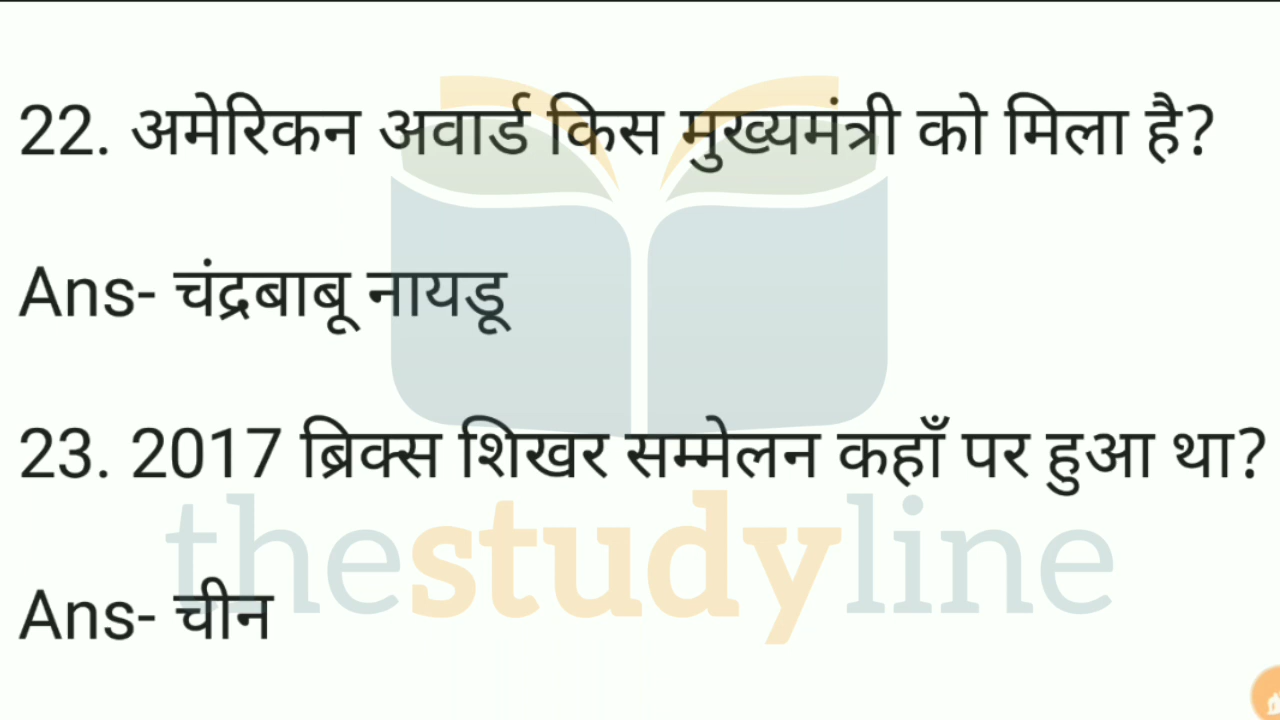 22. अमेरिकन अवार्ड किस मुख्यमंत्री को मिला है?
Ans- चंद्रबाबू नायडू
23. 2017 ब्रिक्स शिखर सम्मेलन कहाँ पर हुआ था?
thestudyline
Ans- चीन